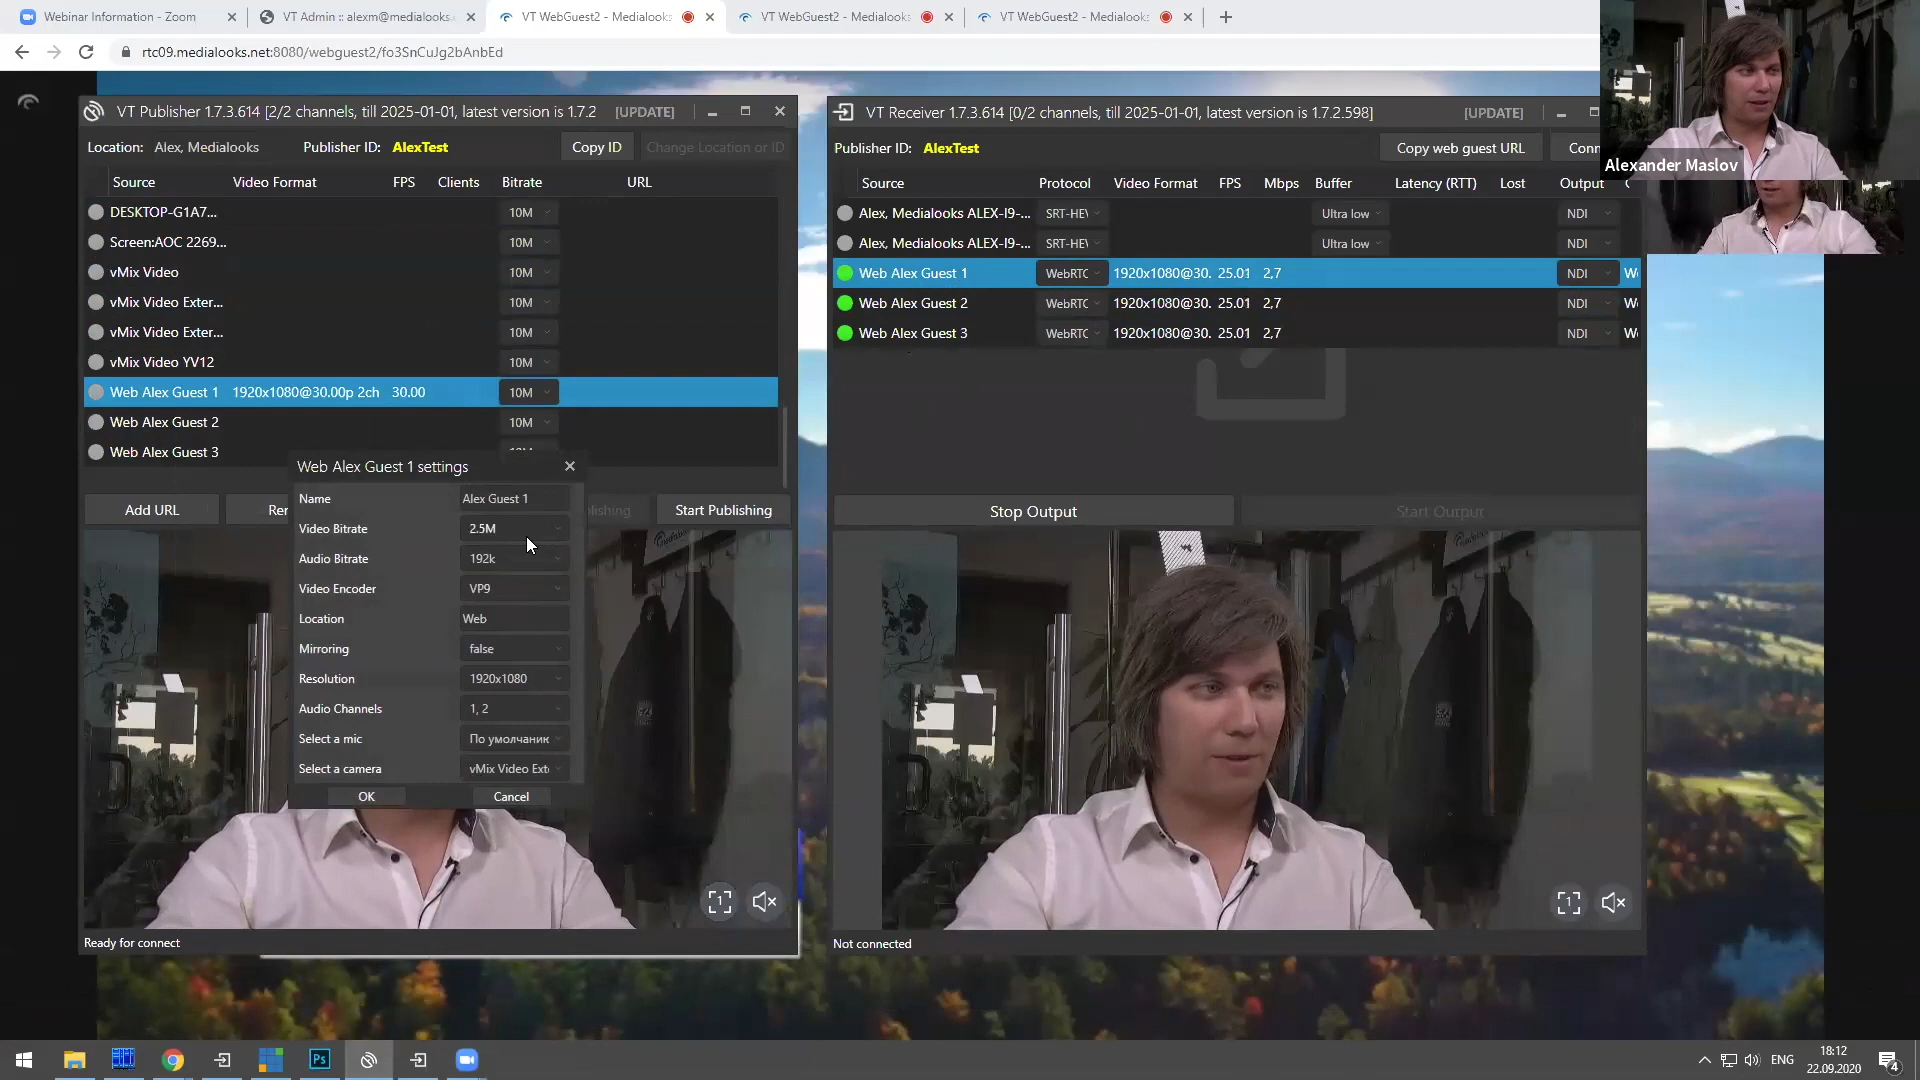 Webinar Information - Zoom
VT Admin :: alexm@medialooks.
VT WebGuest2 - Medialooks
VT WebGuest2 - Medialooks
VT WebGuest2 - Medialooks
rtc09.medialooks.net:8080/webguest2/fo3SnCuJg2bAnbEd
Alexander Maslov
VT Publisher 1.7.3.614 [2/2 channels, till 2025-01-01, latest version is 1.7.2
[UPDATE]
Location: Alex, Medialooks
Publisher ID: AlexTest
Copy ID
Change Location or ID
Source Video Format FPS Clients Bitrate URL
DESKTOP-G1A7... 10M
Screen:AOC 2269... 10M
vMix Video 10M
vMix Video Exter... 10M
vMix Video Exter... 10M
vMix Video YV12 10M
Web Alex Guest 1 1920x1080@30.00p 2ch 30.00 10M
Web Alex Guest 2 10M
Web Alex Guest 3
Add URL
Start Publishing
Web Alex Guest 1 settings
Name Alex Guest 1
Video Bitrate 2.5M
Audio Bitrate 192k
Video Encoder VP9
Location Web
Mirroring false
Resolution 1920x1080
Audio Channels 1, 2
Select a mic По умолчаник
Select a camera vMix Video Ext
OK Cancel
Ready for connect
VT Receiver 1.7.3.614 [0/2 channels, till 2025-01-01, latest version is 1.7.2.598]
[UPDATE]
Publisher ID: AlexTest
Copy web guest URL
Conn
Source Protocol Video Format FPS Mbps Buffer Latency (RTT) Lost Output
Alex, Medialooks ALEX-I9-... SRT-HEV Ultra low NDI
Alex, Medialooks ALEX-I9-... SRT-HEV Ultra low NDI
Web Alex Guest 1 WebRTC 1920x1080@30. 25.01 2,7 NDI
Web Alex Guest 2 WebRTC 1920x1080@30. 25.01 2,7 NDI
Web Alex Guest 3 WebRTC 1920x1080@30. 25.01 2,7 NDI
Stop Output
Start Output
Not connected
Ps
ENG
18:12
22.09.2020
4